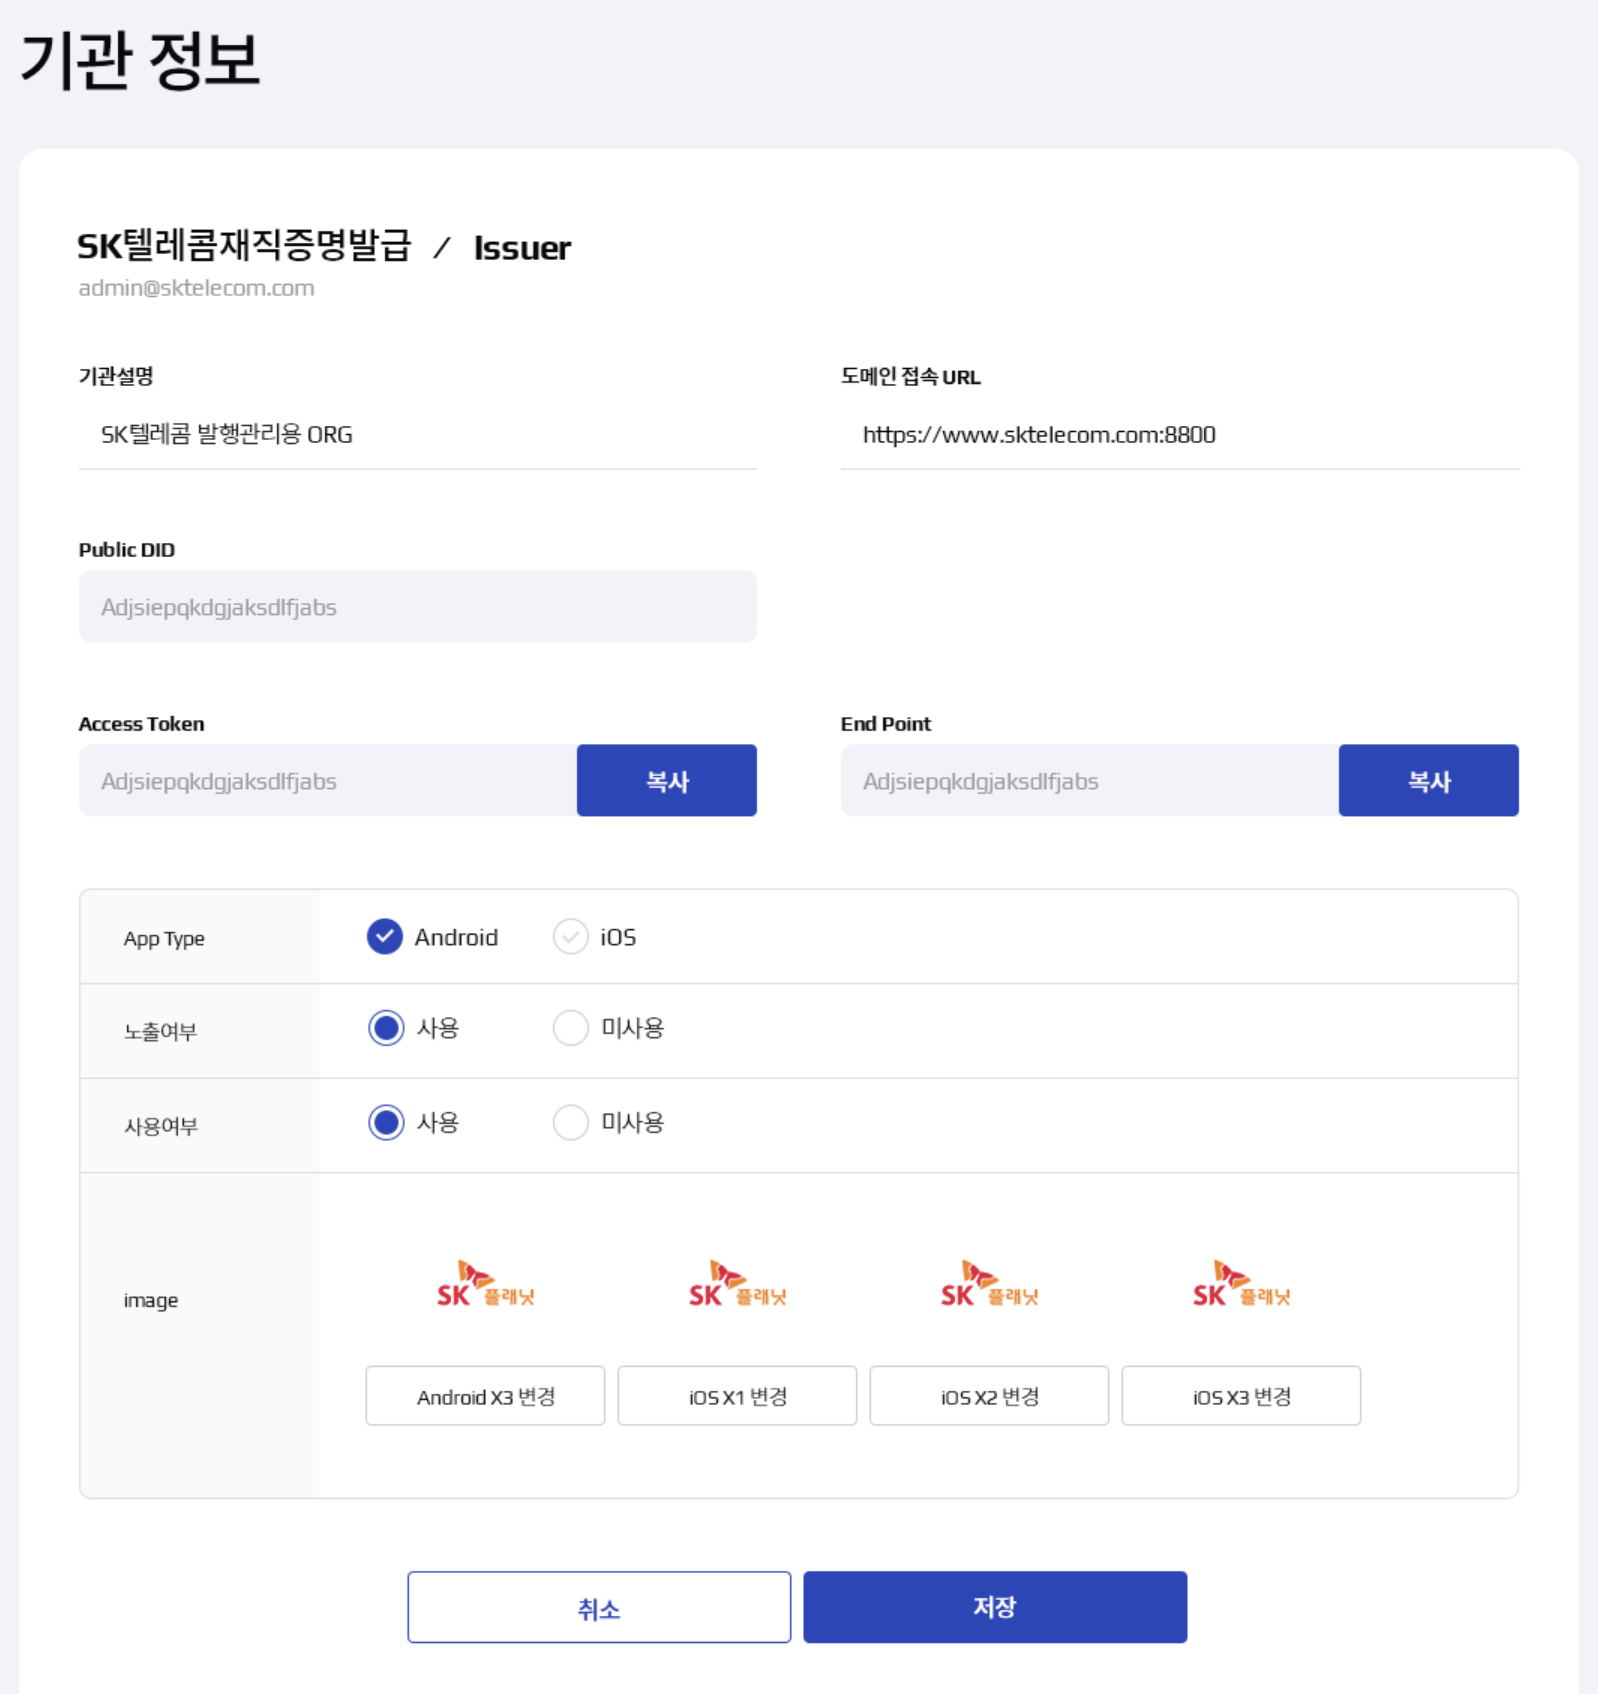 기관 정보
SK텔레콤재직증명발급 / Issuer
admin@sktelecom.com
기관설명
SK텔레콤 발행관리용 ORG
도메인 접속 URL
https://www.sktelecom.com:8800
Public DID
Adjsiepqkdgjaksdlfjabs
Access Token
Adjsiepqkdgjaksdlfjabs 복사
End Point
Adjsiepqkdgjaksdlfjabs 복사
App Type Android iOS
노출여부 사용 미사용
사용여부 사용 미사용
image
SK 플래닛 SK 플래닛 SK 플래닛 SK 플래닛
Android X3 변경 iOS X1 변경 iOS X2 변경 iOS X3 변경
취소 저장